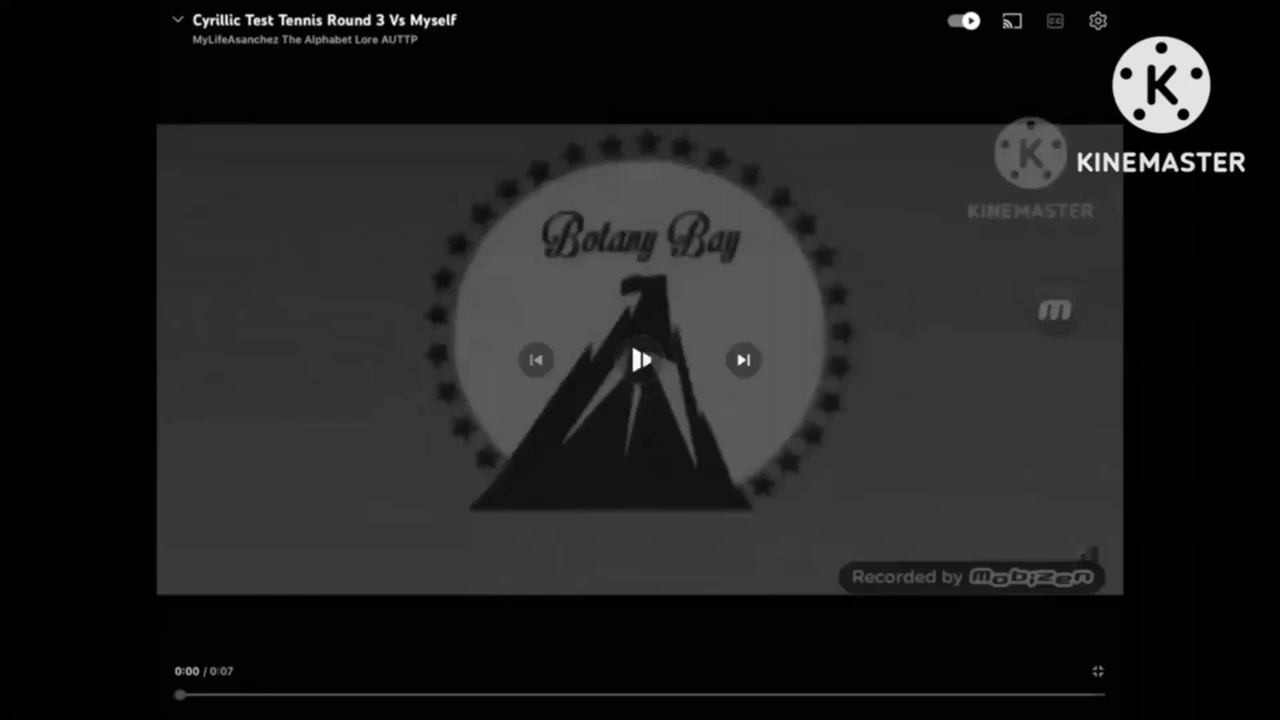 Cyrillic Test Tennis Round 3 Vs Myself
MyLifeAsanchez The Alphabet Lore AUTTP
CC
K
KINEMASTER
K
KINEMASTER
Botany Bay
m
Recorded by mobizen
0:00 / 0:07